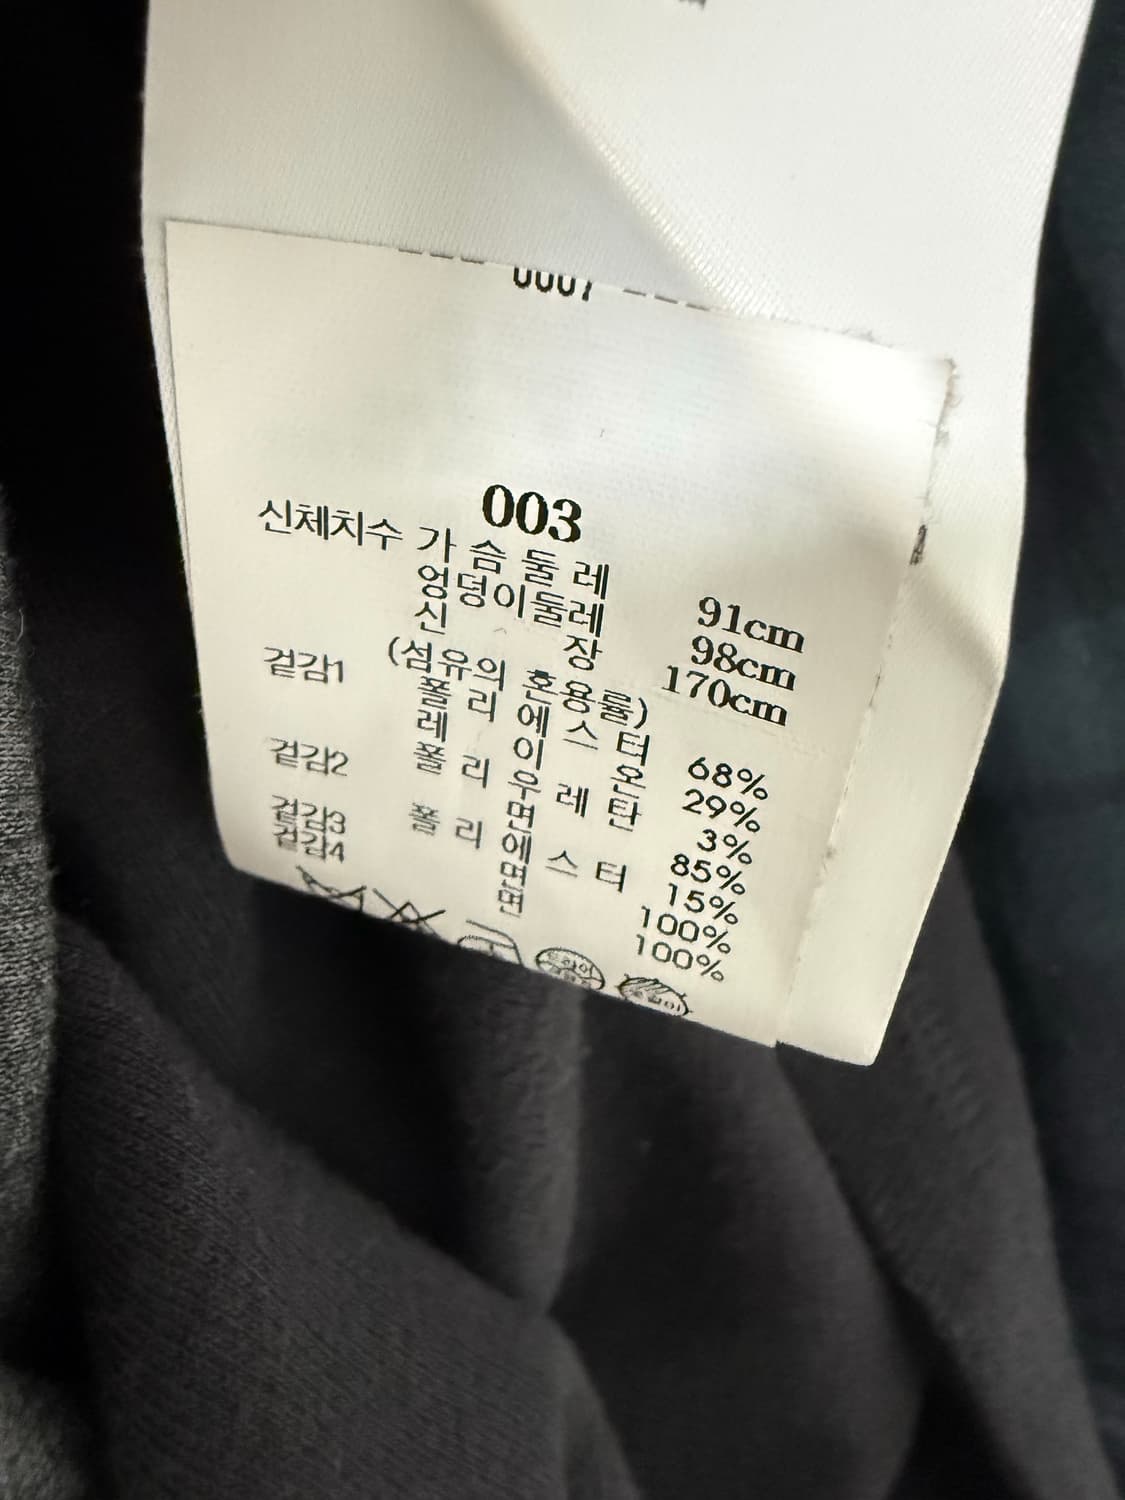 003
신체치수 가슴둘레 91cm
엉덩이둘레 98cm
신장 170cm
(섬유의 혼용률)
겉감1 폴리에스터 68%
레이온 29%
폴리우레탄 3%
겉감2 면 85%
폴리에스터 15%
겉감3 면 100%
겉감4 면 100%